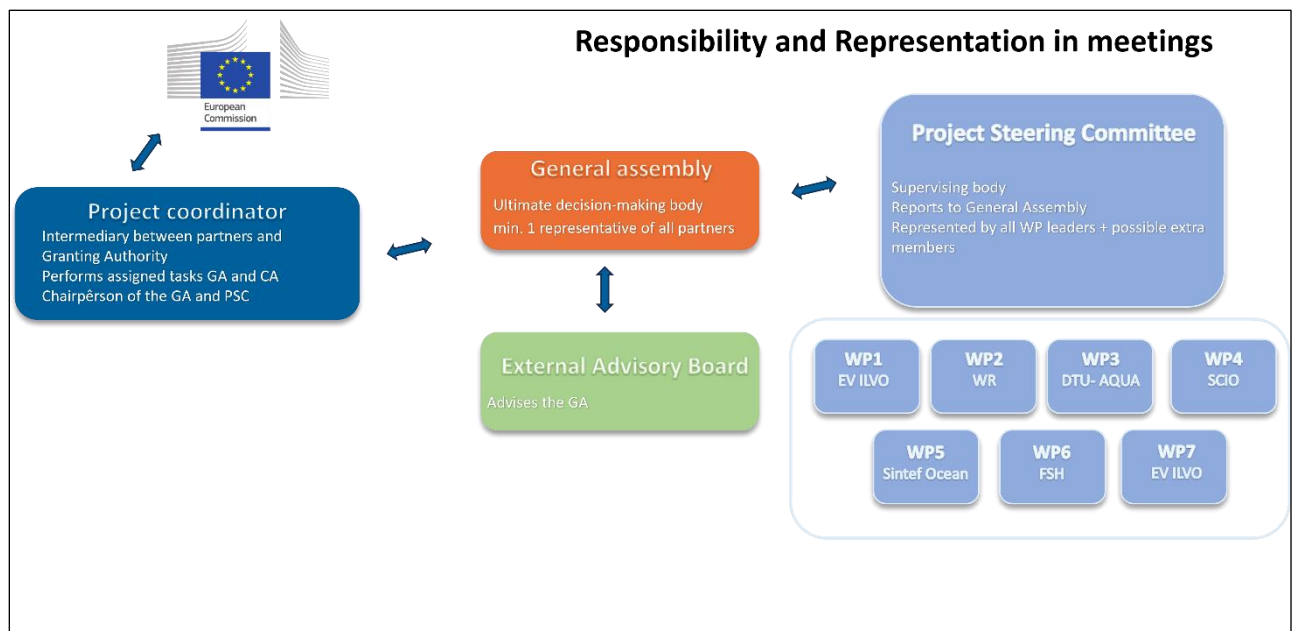 Responsibility and Representation in meetings
European
Commission
Project coordinator
Intermediary between partners and
Granting Authority
Performs assigned tasks GA and CA
Chairpêrson of the GA and PSC
General assembly
Ultimate decision-making body
min. 1 representative of all partners
External Advisory Board
Advises the GA
Project Steering Committee
Supervising body
Reports to General Assembly
Represented by all WP leaders + possible extra
members
WP1
EV ILVO
WP2
WR
WP3
DTU- AQUA
WP4
SCIO
WP5
Sintef Ocean
WP6
FSH
WP7
EV ILVO